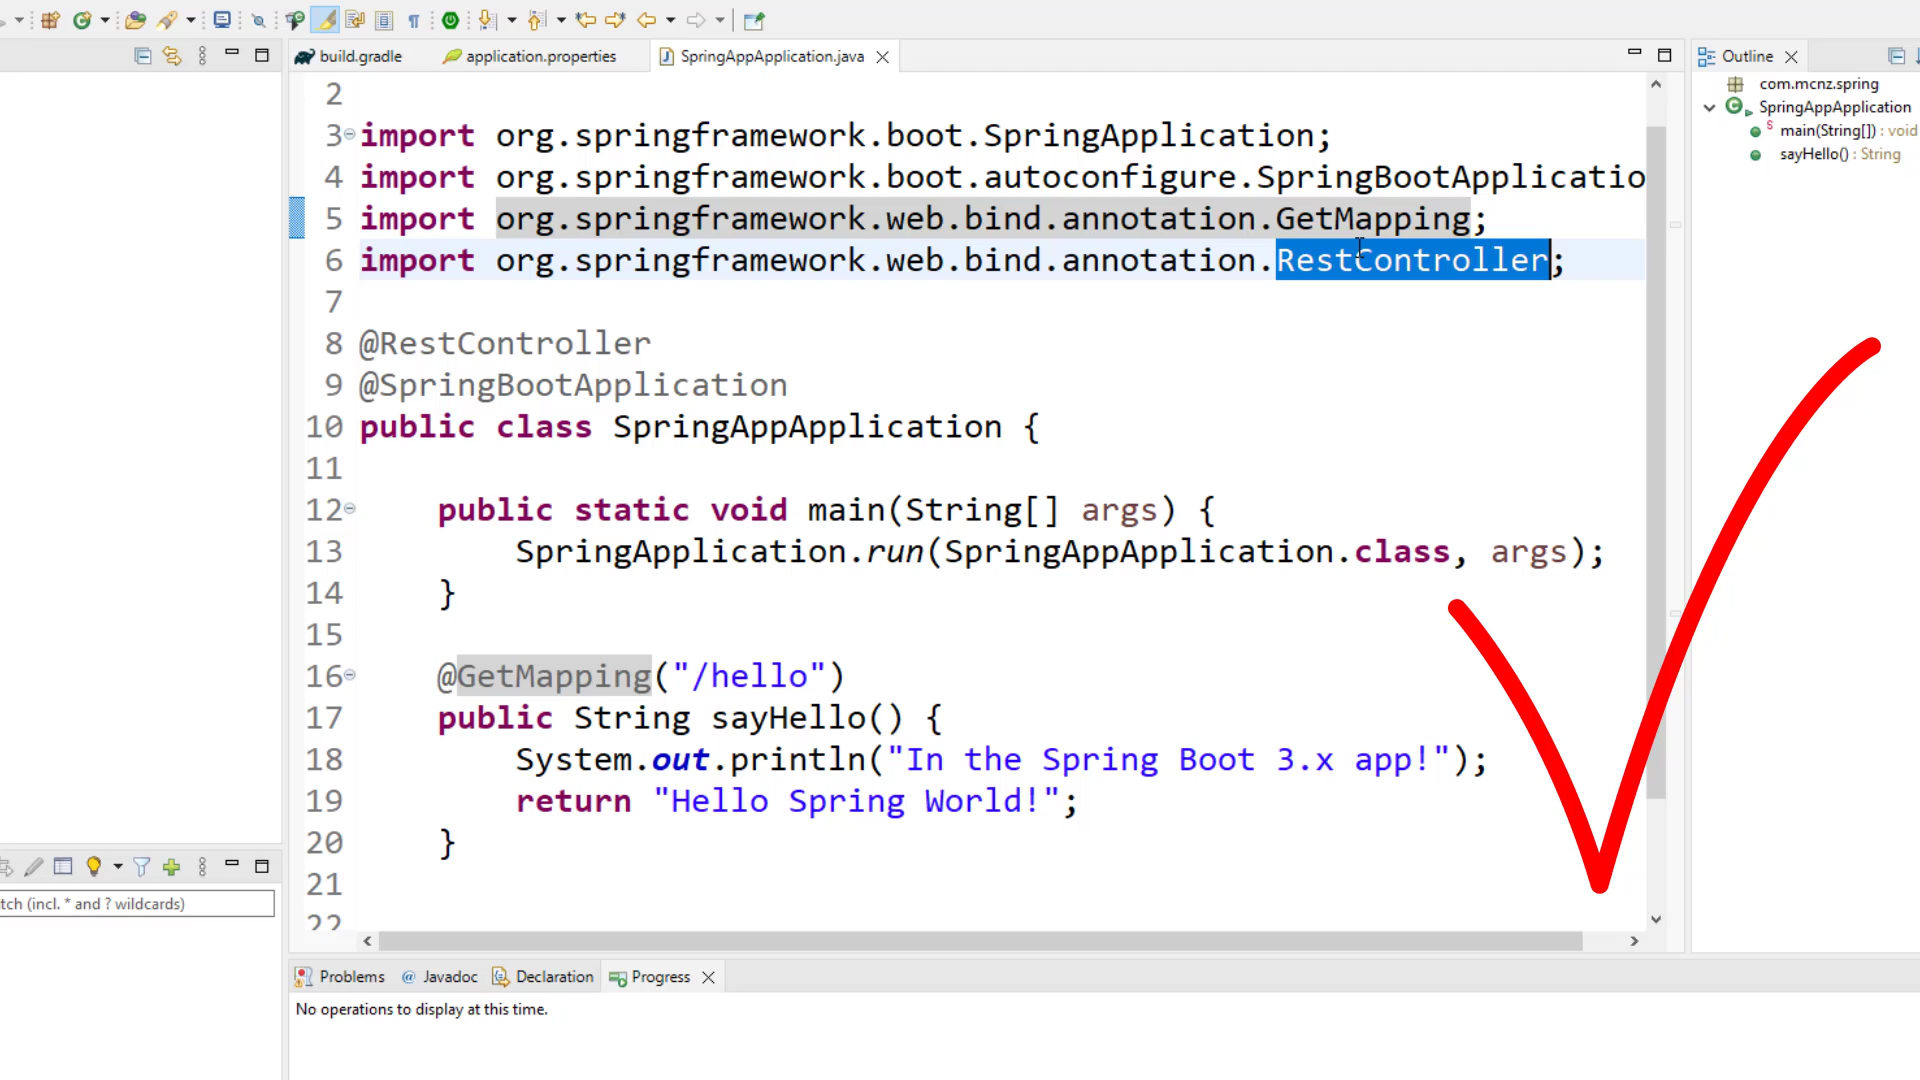 build.gradle
application.properties
SpringAppApplication.java
Outline
2
3 import org.springframework.boot.SpringApplication;
4 import org.springframework.boot.autoconfigure.SpringBootApplicatio
5 import org.springframework.web.bind.annotation.GetMapping;
6 import org.springframework.web.bind.annotation.RestController;
7
8 @RestController
9 @SpringBootApplication
10 public class SpringAppApplication {
11
12 public static void main(String[] args) {
13 SpringApplication.run(SpringAppApplication.class, args);
14 }
15
16 @GetMapping("/hello")
17 public String sayHello() {
18 System.out.println("In the Spring Boot 3.x app!");
19 return "Hello Spring World!";
20 }
21
22
com.mcnz.spring
SpringAppApplication
main(String[]) : void
sayHello() : String
tch (incl. * and ? wildcards)
Problems
Javadoc
Declaration
Progress
No operations to display at this time.